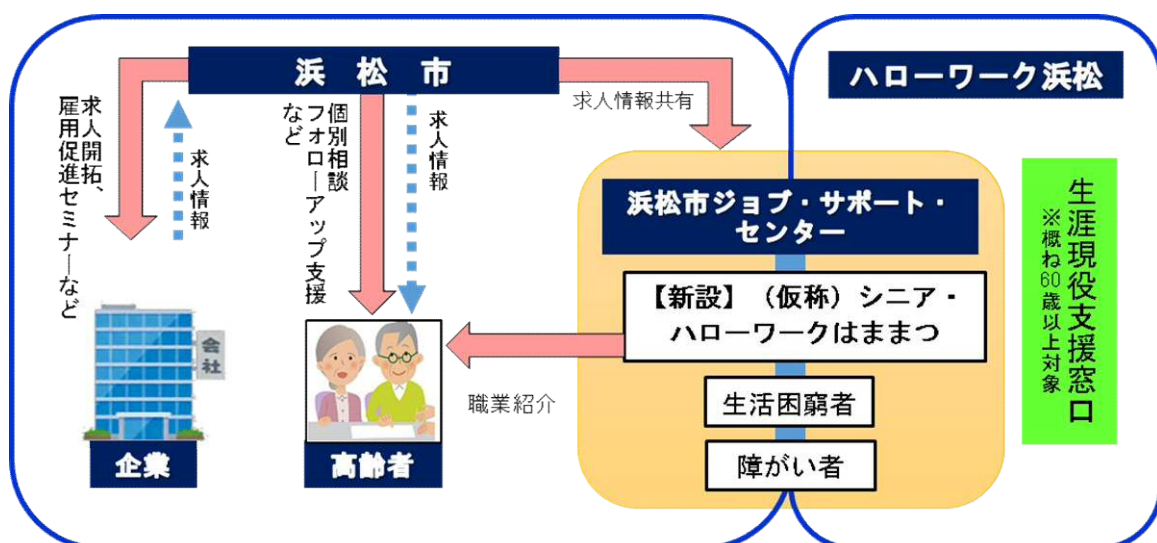 浜松市
ハローワーク浜松
求人開拓、
雇用促進セミナーなど
求人情報
個別相談
フォローアップ支援
など
求人情報
求人情報共有
浜松市ジョブ・サポート・
センター
【新設】（仮称）シニア・
ハローワークはままつ
生活困窮者
障がい者
生涯現役支援窓口
※概ね60歳以上対象
職業紹介
会社
企業
高齢者